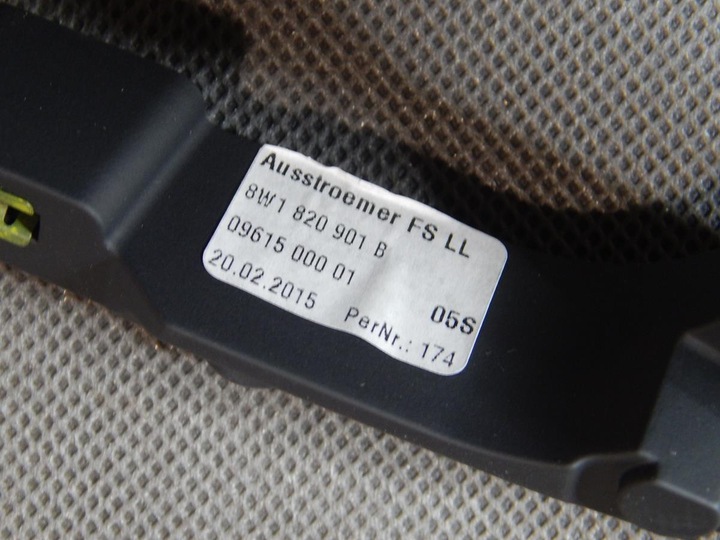 Ausstroemer FS LL
8W1 820 901 B
09615 000 01
05S
20.02.2015 PerNr.: 174